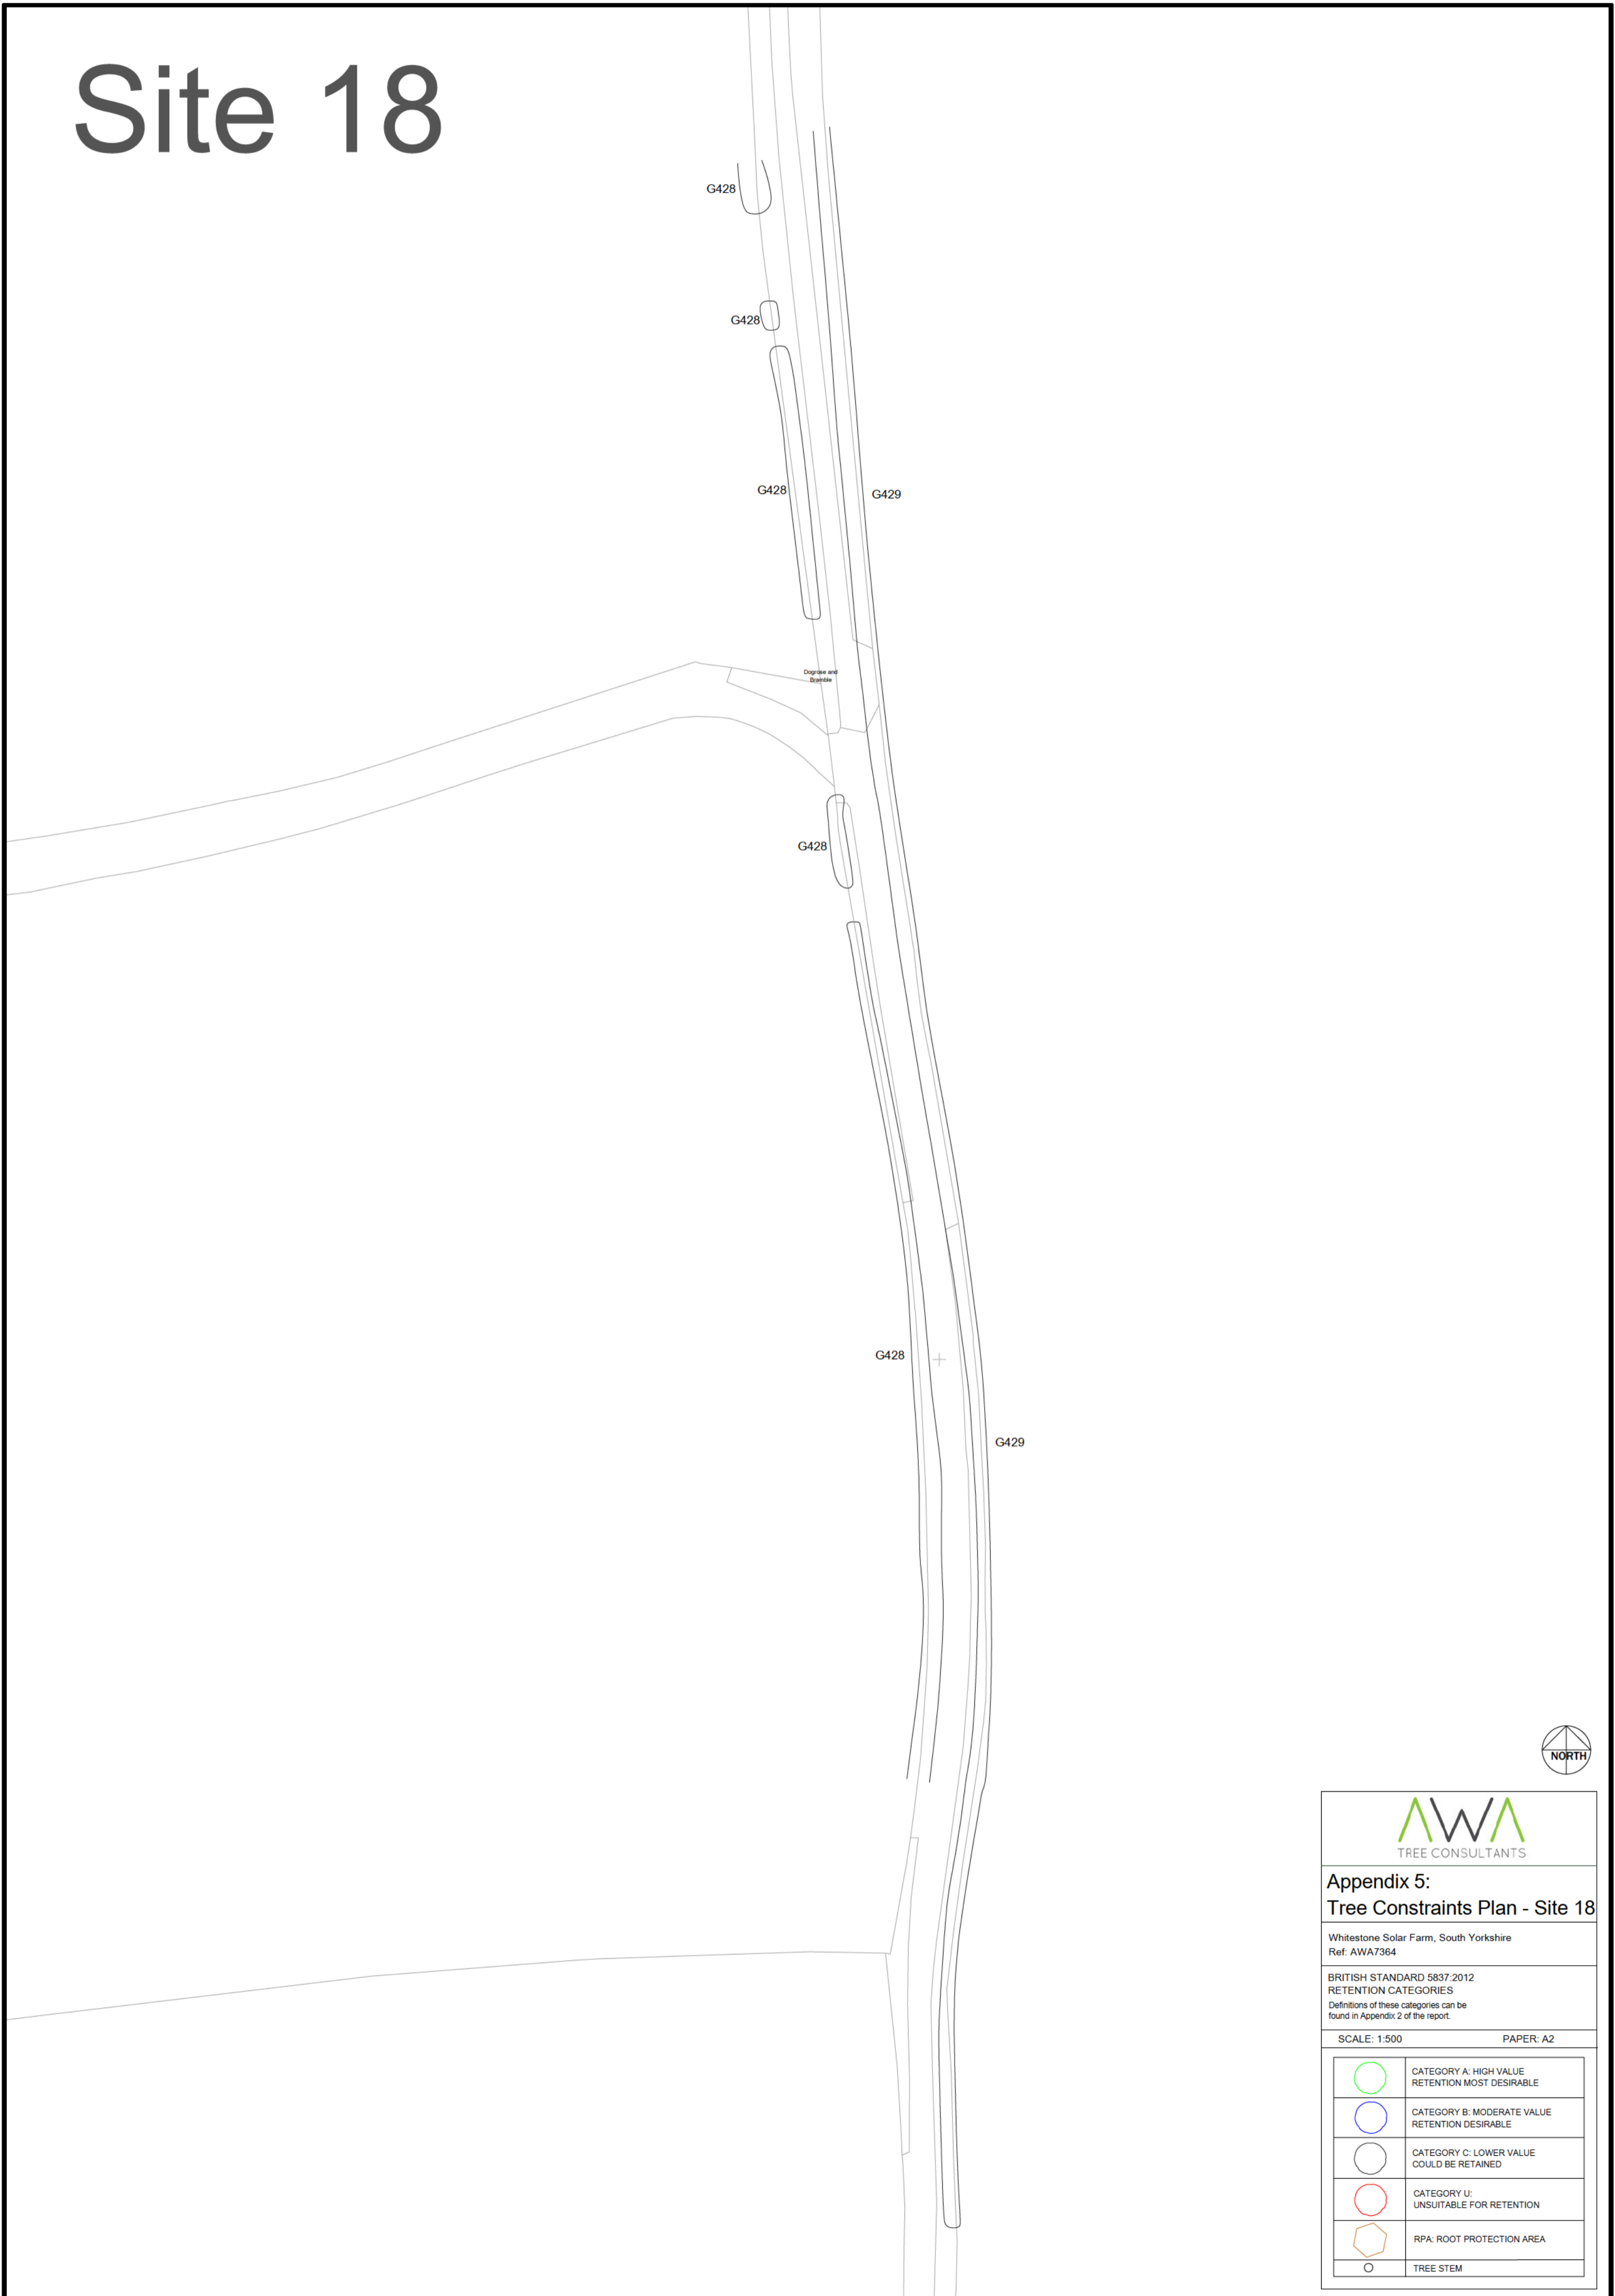 Site 18
G428
G428
G428
G429
Dogrose and
Bramble
G428
G428
G429
NORTH
AWA
TREE CONSULTANTS
Appendix 5:
Tree Constraints Plan - Site 18
Whitestone Solar Farm, South Yorkshire
Ref: AWA7364
BRITISH STANDARD 5837:2012
RETENTION CATEGORIES
Definitions of these categories can be
found in Appendix 2 of the report.
SCALE: 1:500 PAPER: A2
CATEGORY A: HIGH VALUE
RETENTION MOST DESIRABLE
CATEGORY B: MODERATE VALUE
RETENTION DESIRABLE
CATEGORY C: LOWER VALUE
COULD BE RETAINED
CATEGORY U:
UNSUITABLE FOR RETENTION
RPA: ROOT PROTECTION AREA
TREE STEM